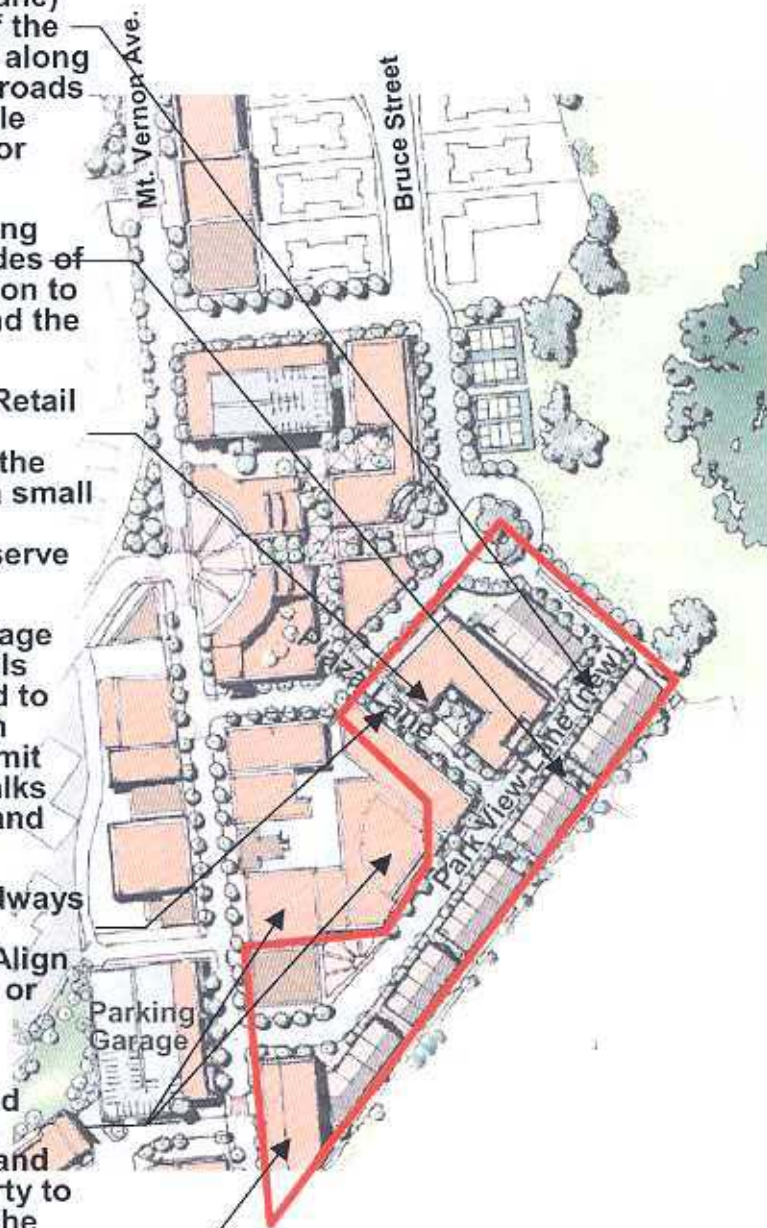 f the
along
roads
le
or
ng
des of
on to
nd the
Retail
the
small
serve
age
ls
d to
n
mit
alks
and
dways
Align
or
d
and
rty to
the
Mt. Vernon Ave.
Bruce Street
Plaza Lane
Park View Lane (new)
Parking
Garage